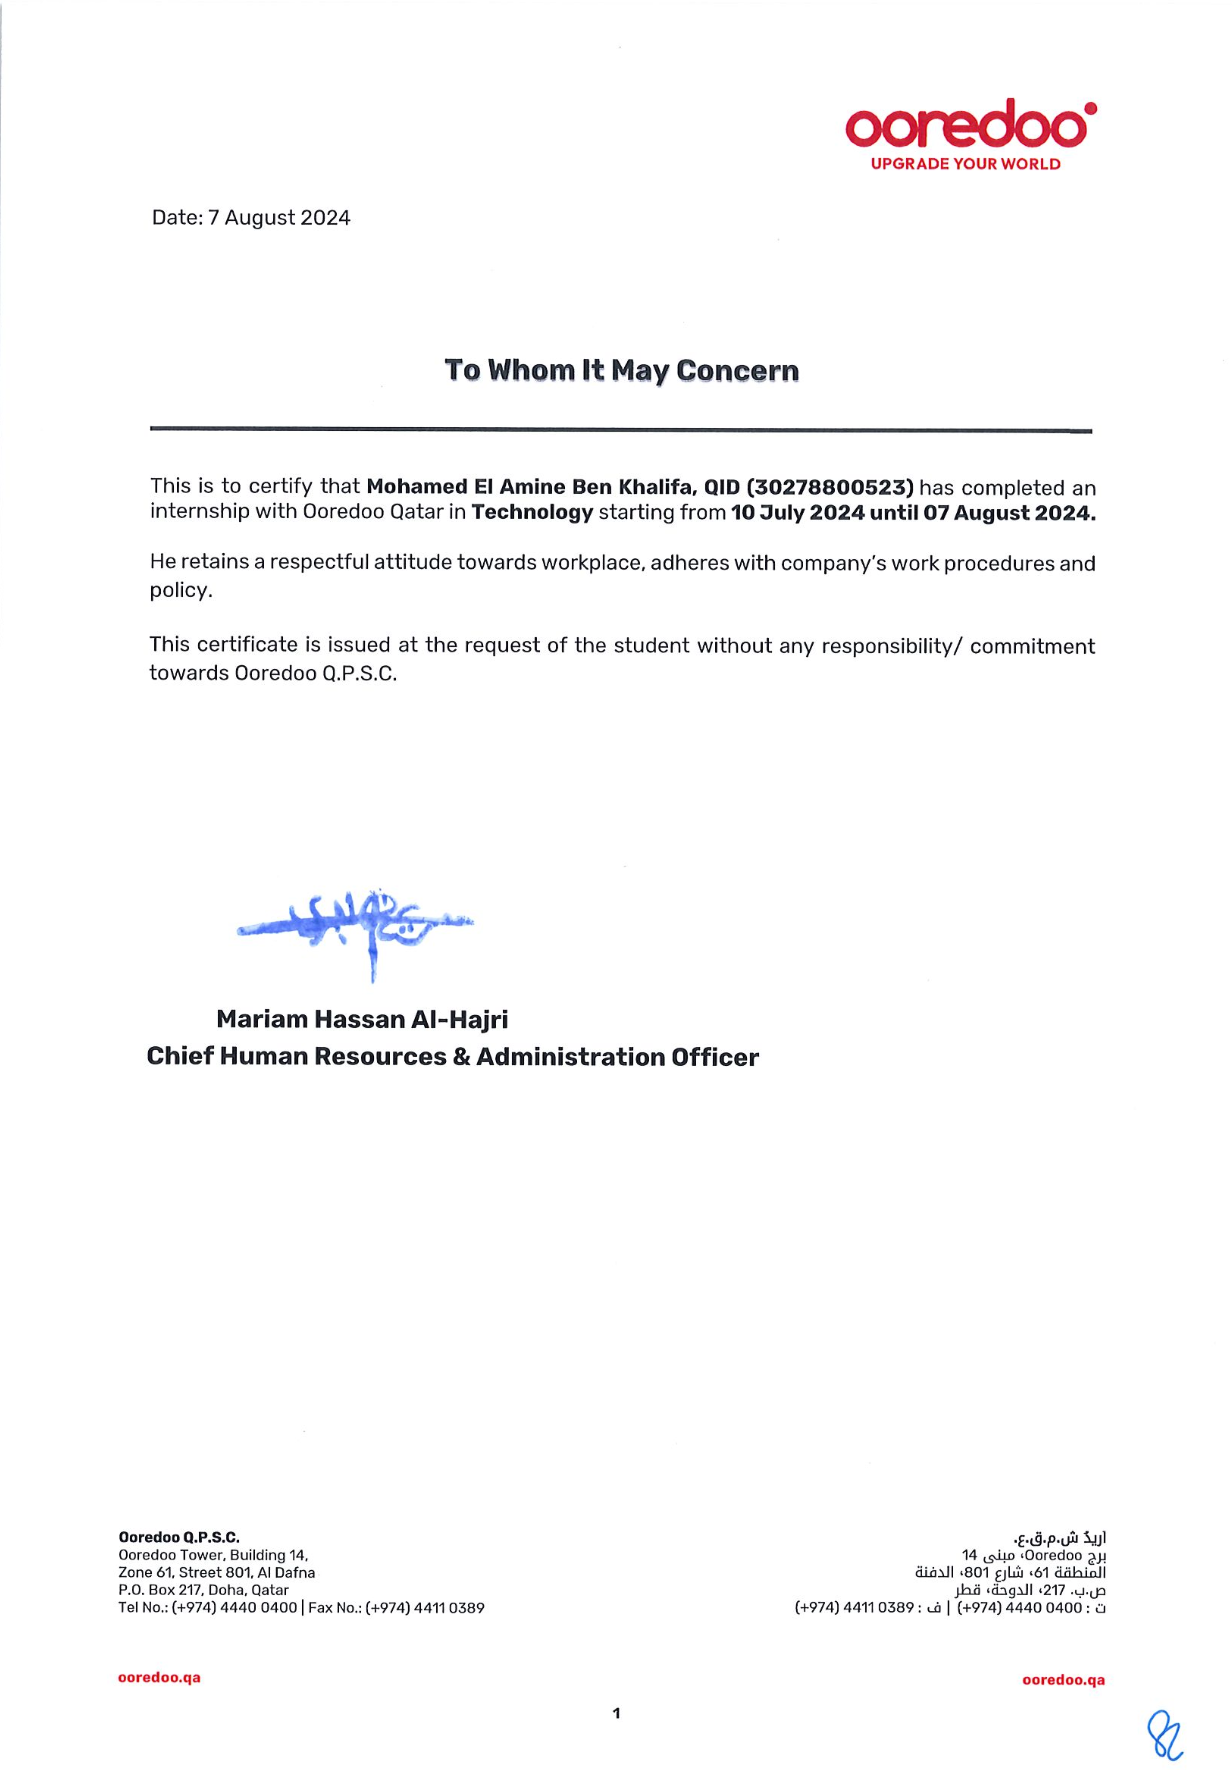 ooredoo
UPGRADE YOUR WORLD
Date: 7 August 2024
To Whom It May Concern
This is to certify that Mohamed El Amine Ben Khalifa, QID (30278800523) has completed an
internship with Ooredoo Qatar in Technology starting from 10 July 2024 until 07 August 2024.
He retains a respectful attitude towards workplace, adheres with company's work procedures and
policy.
This certificate is issued at the request of the student without any responsibility/ commitment
towards Ooredoo Q.P.S.C.
Mariam Hassan Al-Hajri
Chief Human Resources & Administration Officer
Ooredoo Q.P.S.C.
Ooredoo Tower, Building 14,
Zone 61, Street 801, Al Dafna
P.O. Box 217, Doha, Qatar
Tel No.: (+974) 4440 0400 | Fax No.: (+974) 4411 0389
ooredoo.qa
أريدُ ش.م.ق.ع.
برج Ooredoo، مبنى 14
المنطقة 61، شارع 801، الدفنة
ص.ب. 217، الدوحة، قطر
ت : 0400 4440 (974+) | ف : 0389 4411 (974+)
ooredoo.qa
1